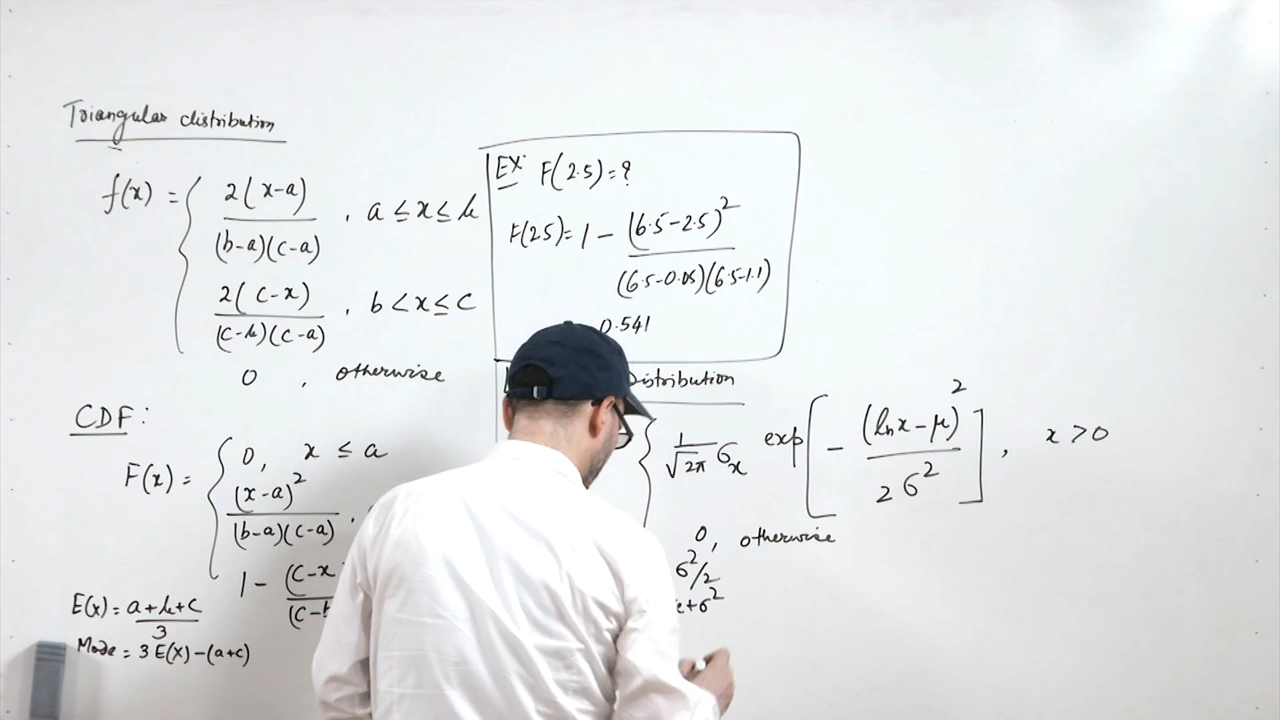 Triangular distribution
f(x) = { 2(x-a) / (b-a)(c-a) , a ≤ x ≤ b
2(c-x) / (c-b)(c-a) , b < x ≤ c
0 , otherwise
CDF:
F(x) = { 0, x ≤ a
(x-a)² / (b-a)(c-a) ,
1 - (c-x / (c-b
E(x) = a+b+c / 3
Mode = 3E(x) - (a+c)
EX: F(2.5) = ?
F(2.5) = 1 - (6.5-2.5)² / (6.5-0.05)(6.5-1.1)
0.541
Distribution
{ 1/√2π σx exp[ - (lnx-μ)² / 2σ² ] , x > 0
0, otherwise
σ²/2
+σ²